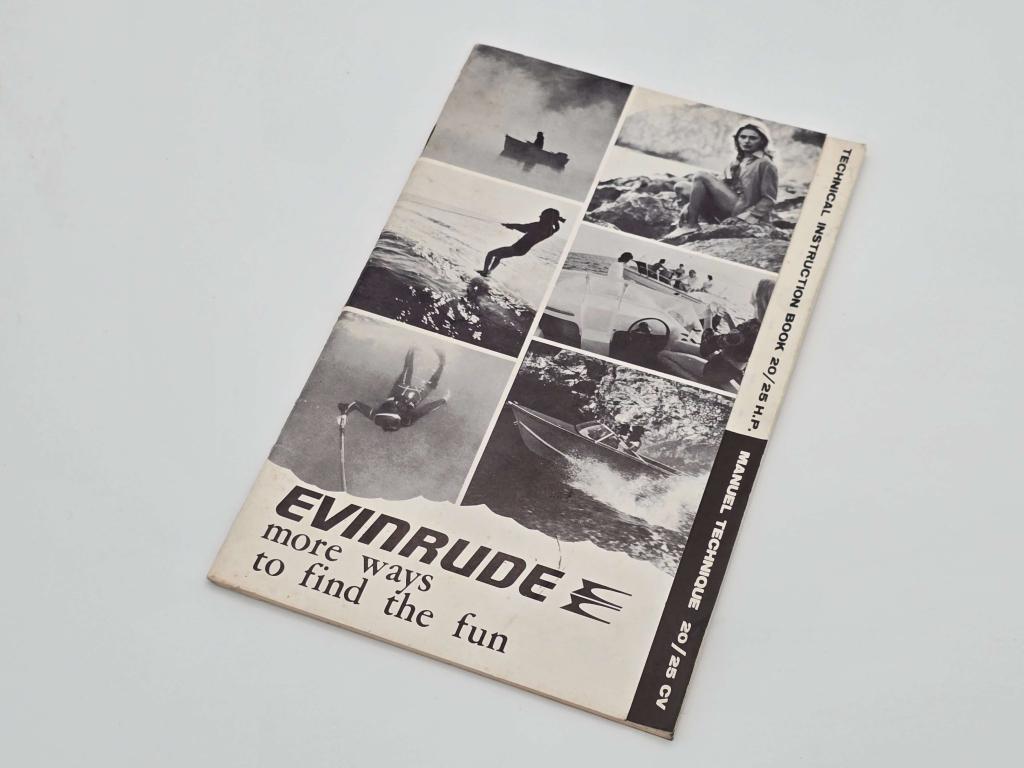 EVINRUDE
more ways
to find the fun
TECHNICAL INSTRUCTION BOOK 20/25 H.P.
MANUEL TECHNIQUE 20/25 CV